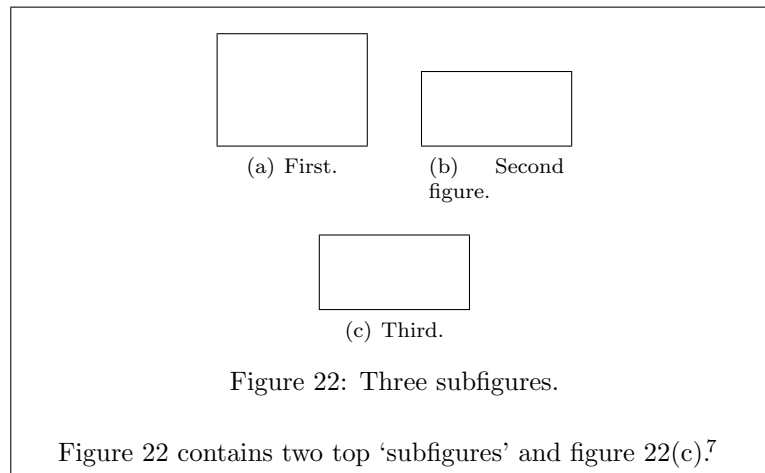 (a) First.
(b) Second
figure.
(c) Third.
Figure 22: Three subfigures.
Figure 22 contains two top ‘subfigures’ and figure 22(c).7